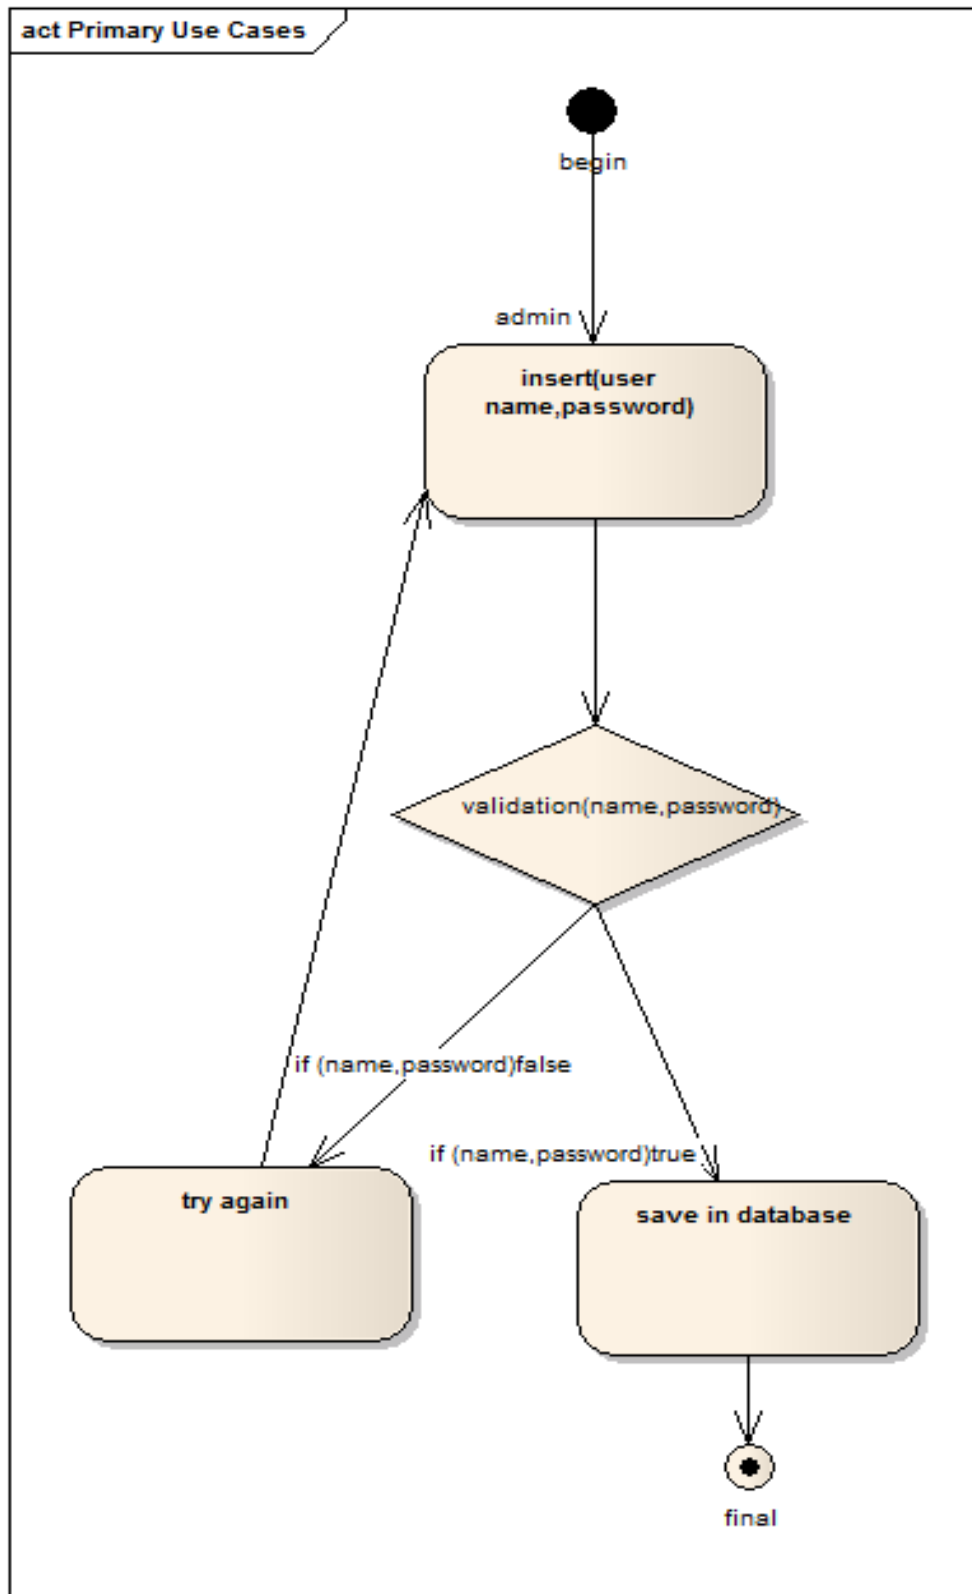 act Primary Use Cases
begin
admin
insert(user
name,password)
validation(name,password)
if (name,password)false
if (name,password)true
try again
save in database
final